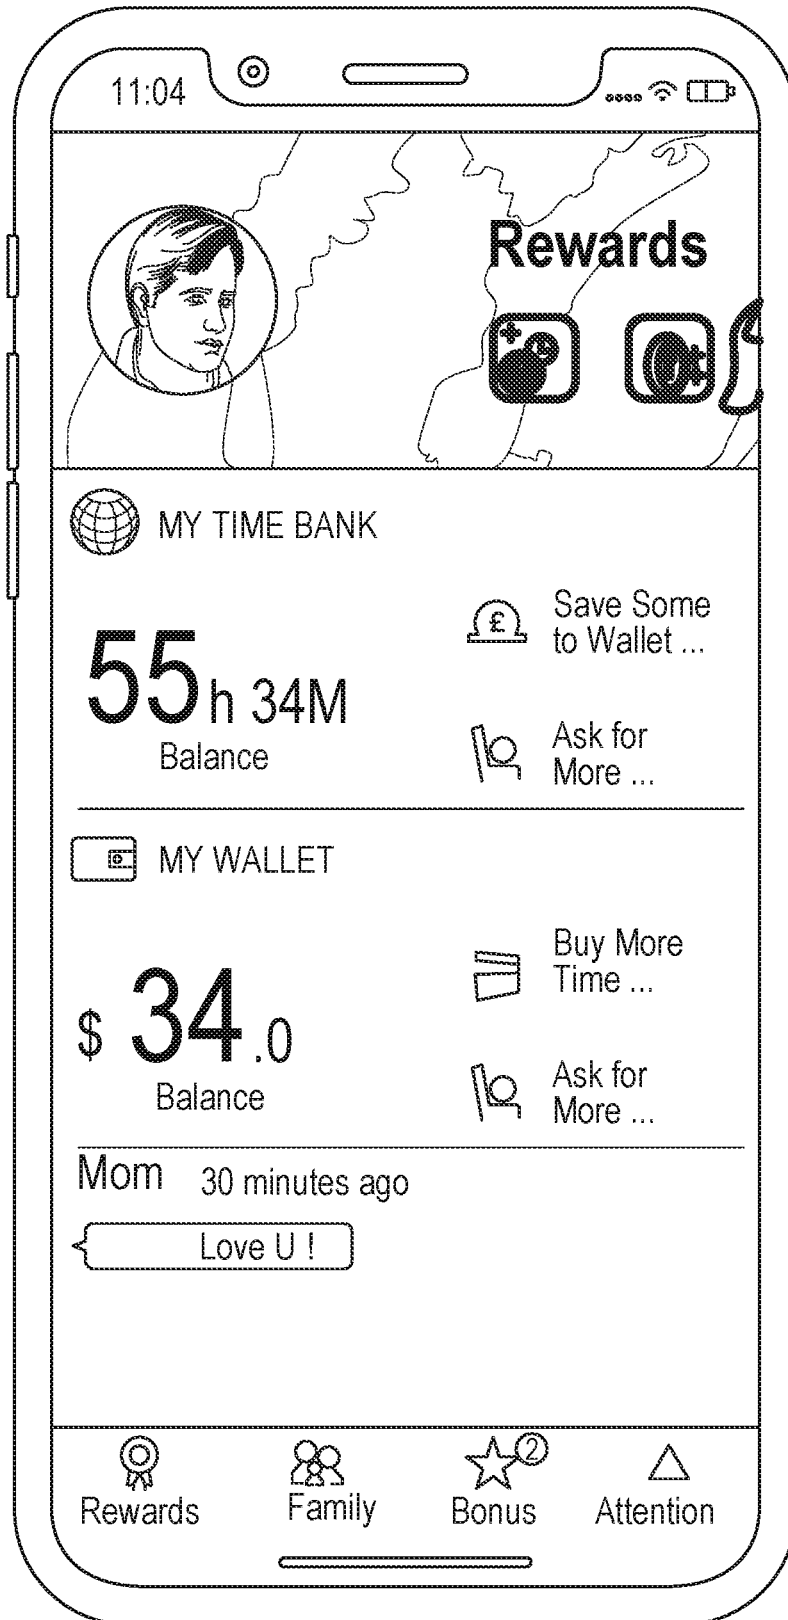 11:04
Rewards
MY TIME BANK
Save Some
to Wallet ...
55h 34M
Balance
£
Ask for
More ...
MY WALLET
Buy More
Time ...
$ 34.0
Balance
Ask for
More ...
Mom 30 minutes ago
Love U !
2
Rewards Family Bonus Attention